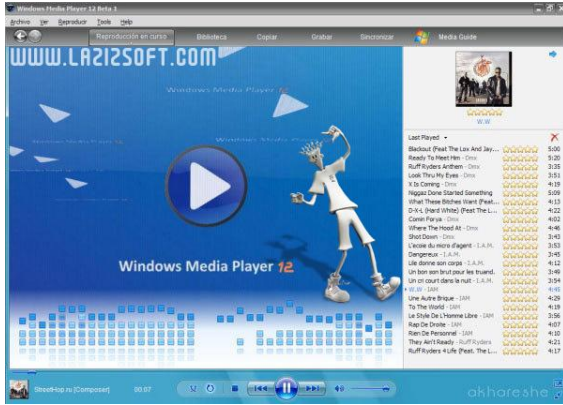 Windows Media Player 12 Beta 1
Archivo Ver Reproducir Tools Help
Reproducción en curso Biblioteca Copiar Grabar Sincronizar Media Guide
WWW.LAZIZSOFT.COM
Windows Media Player 12
Windows Media Player 12
W.W
Last Played
Blackout (Feat The Lox And Jay... 5:00
Ready To Meet Him - Dmx 5:20
Ruff Ryders Anthem - Dmx 3:35
Look Thru My Eyes - Dmx 3:51
X Is Coming - Dmx 4:19
Niggaz Done Started Something 5:09
What These Bitches Want (Feat... 4:13
D-X-L (Hard White) (Feat The L... 4:22
Comin Forya - Dmx 4:02
Where The Hood At - Dmx 4:46
Shot Down - Dmx 3:43
L'ecole du micro d'agent - I.A.M. 3:53
Dangereux - I.A.M. 3:45
Lile donne son corps - I.A.M. 4:12
Un bon son brut pour les truand. 3:49
Un cri court dans la nuit - I.A.M. 3:54
W.W - IAM 4:45
Une Autre Brique - IAM 4:29
To The World - IAM 4:19
Le Style De L'Homme Libre - IAM 3:56
Rap De Droite - IAM 4:07
Rien De Personnel - IAM 4:10
They Ain't Ready - Ruff Ryders 4:21
Ruff Ryders 4 Life (Feat. The L... 4:17
StreetHop.ru [Composer] 00:07
akhareshe